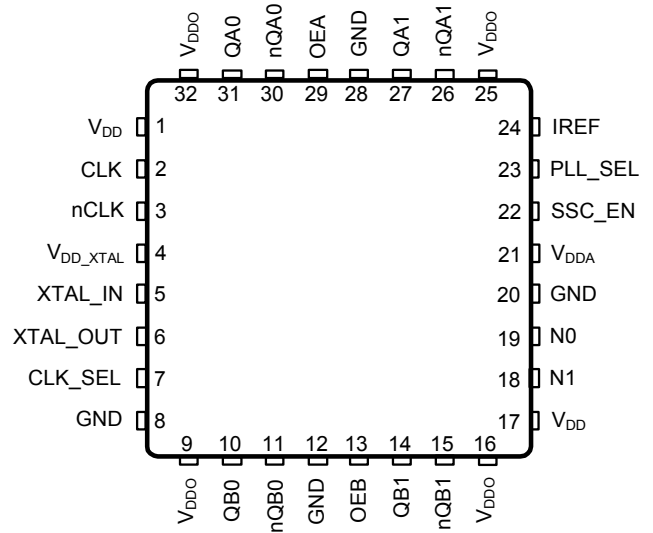 VDDO QA0 nQA0 OEA GND QA1 nQA1 VDDO
32 31 30 29 28 27 26 25
VDD 1 24 IREF
CLK 2 23 PLL_SEL
nCLK 3 22 SSC_EN
VDD_XTAL 4 21 VDDA
XTAL_IN 5 20 GND
XTAL_OUT 6 19 N0
CLK_SEL 7 18 N1
GND 8 17 VDD
9 10 11 12 13 14 15 16
VDDO QB0 nQB0 GND OEB QB1 nQB1 VDDO